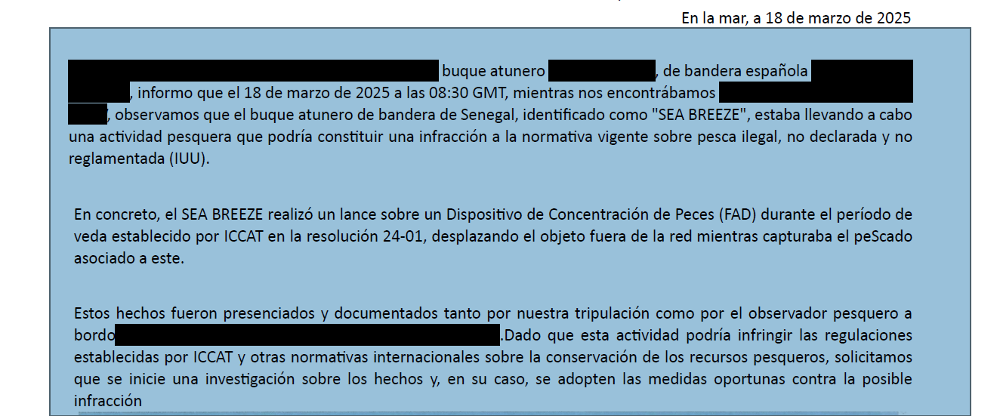 En la mar, a 18 de marzo de 2025
buque atunero , de bandera española
, informo que el 18 de marzo de 2025 a las 08:30 GMT, mientras nos encontrábamos
, observamos que el buque atunero de bandera de Senegal, identificado como "SEA BREEZE", estaba llevando a cabo
una actividad pesquera que podría constituir una infracción a la normativa vigente sobre pesca ilegal, no declarada y no
reglamentada (IUU).
En concreto, el SEA BREEZE realizó un lance sobre un Dispositivo de Concentración de Peces (FAD) durante el período de
veda establecido por ICCAT en la resolución 24-01, desplazando el objeto fuera de la red mientras capturaba el peScado
asociado a este.
Estos hechos fueron presenciados y documentados tanto por nuestra tripulación como por el observador pesquero a
bordo .Dado que esta actividad podría infringir las regulaciones
establecidas por ICCAT y otras normativas internacionales sobre la conservación de los recursos pesqueros, solicitamos
que se inicie una investigación sobre los hechos y, en su caso, se adopten las medidas oportunas contra la posible
infracción